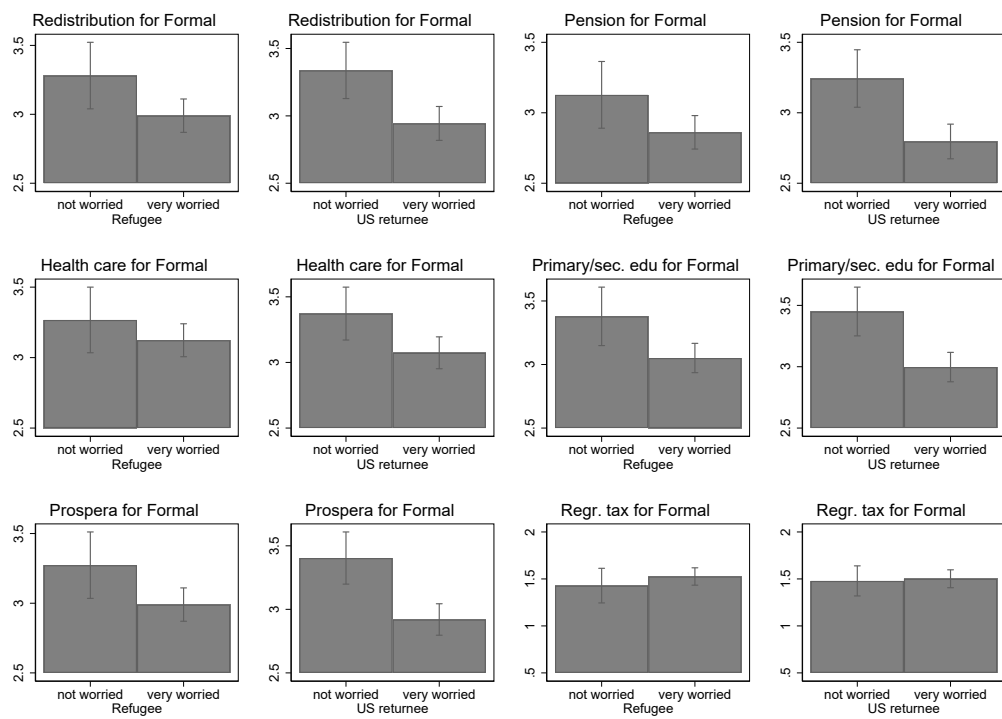 Redistribution for Formal
3.5
3
2.5
not worried very worried
Refugee
Redistribution for Formal
3.5
3
2.5
not worried very worried
US returnee
Pension for Formal
3.5
3
2.5
not worried very worried
Refugee
Pension for Formal
3.5
3
2.5
not worried very worried
US returnee
Health care for Formal
3.5
3
2.5
not worried very worried
Refugee
Health care for Formal
3.5
3
2.5
not worried very worried
US returnee
Primary/sec. edu for Formal
3.5
3
2.5
not worried very worried
Refugee
Primary/sec. edu for Formal
3.5
3
2.5
not worried very worried
US returnee
Prospera for Formal
3.5
3
2.5
not worried very worried
Refugee
Prospera for Formal
3.5
3
2.5
not worried very worried
US returnee
Regr. tax for Formal
2
1.5
1
.5
not worried very worried
Refugee
Regr. tax for Formal
2
1.5
1
.5
not worried very worried
US returnee